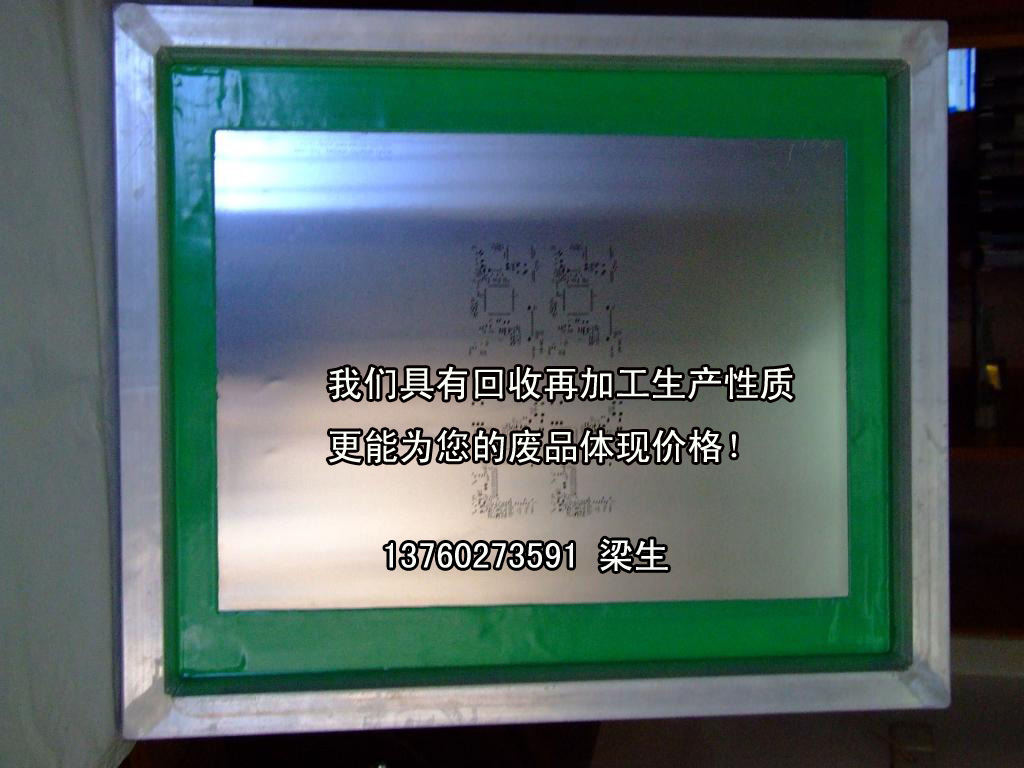 我们具有回收再加工生产性质
更能为您的废品体现价格！
13760273591 梁生